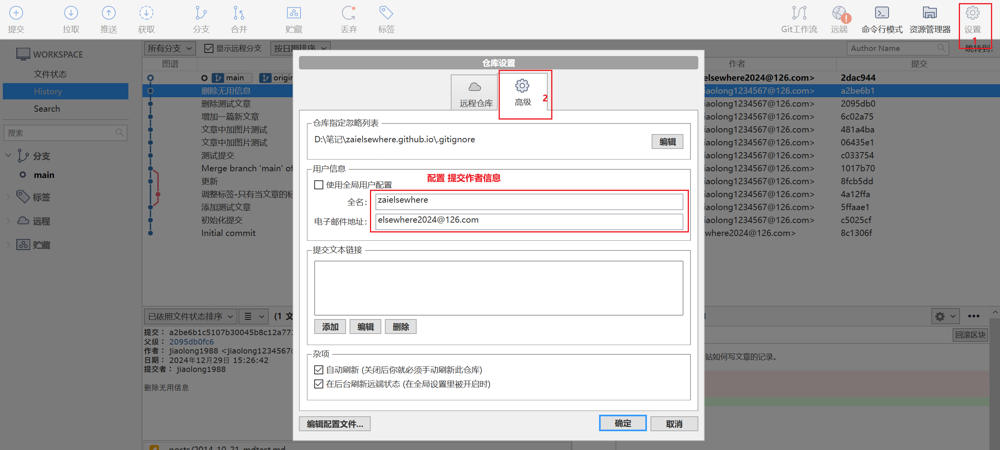 提交
拉取
推送
获取
分支
合并
贮藏
丢弃
标签
Git工作流
远端
命令行模式
资源管理器
设置
1
WORKSPACE
文件状态
History
Search
搜索
分支
main
标签
远程
贮藏
所有分支
显示远程分支
按日期排序
Author Name
跳转到:
图谱
作者
提交
main
origin
elsewhere2024@126.com>
2dac944
删除无用信息
iaolong1234567@126.com>
a2be6b1
删除测试文章
iaolong1234567@126.com>
2095db0
增加一篇新文章
iaolong1234567@126.com>
6c02a75
文章中加图片测试
iaolong1234567@126.com>
481a4ba
文章中加图片测试
iaolong1234567@126.com>
06435e1
测试提交
iaolong1234567@126.com>
c033754
Merge branch 'main' of
iaolong1234567@126.com>
1017b70
更新
iaolong1234567@126.com>
8fcb5dd
调整标签-只有当文章的标
iaolong1234567@126.com>
4a12ffa
添加测试文章
iaolong1234567@126.com>
5ffaae1
初始化提交
iaolong1234567@126.com>
c5025cf
Initial commit
where2024@126.com>
8c1306f
仓库设置
远程仓库
高级
2
仓库指定忽略列表
D:\笔记\zaielsewhere.github.io\.gitignore
编辑
用户信息
配置 提交作者信息
使用全局用户配置
全名:
zaielsewhere
电子邮件地址:
elsewhere2024@126.com
提交文本链接
添加
编辑
删除
杂项
自动刷新 (关闭后你就必须手动刷新此仓库)
在后台刷新远端状态 (在全局设置里被开启时)
编辑配置文件...
确定
取消
已依照文件状态排序
(1 文
提交： a2be6b1c5107b30045b8c12a773
父级： 2095db0fc6
作者： jiaolong1988 <jiaolong1234567@
日期： 2024年12月29日 15:26:42
提交者： jiaolong1988
删除无用信息
回滚区块
站如何写文章的记录。
posts/2014-10-21-mdtest.md